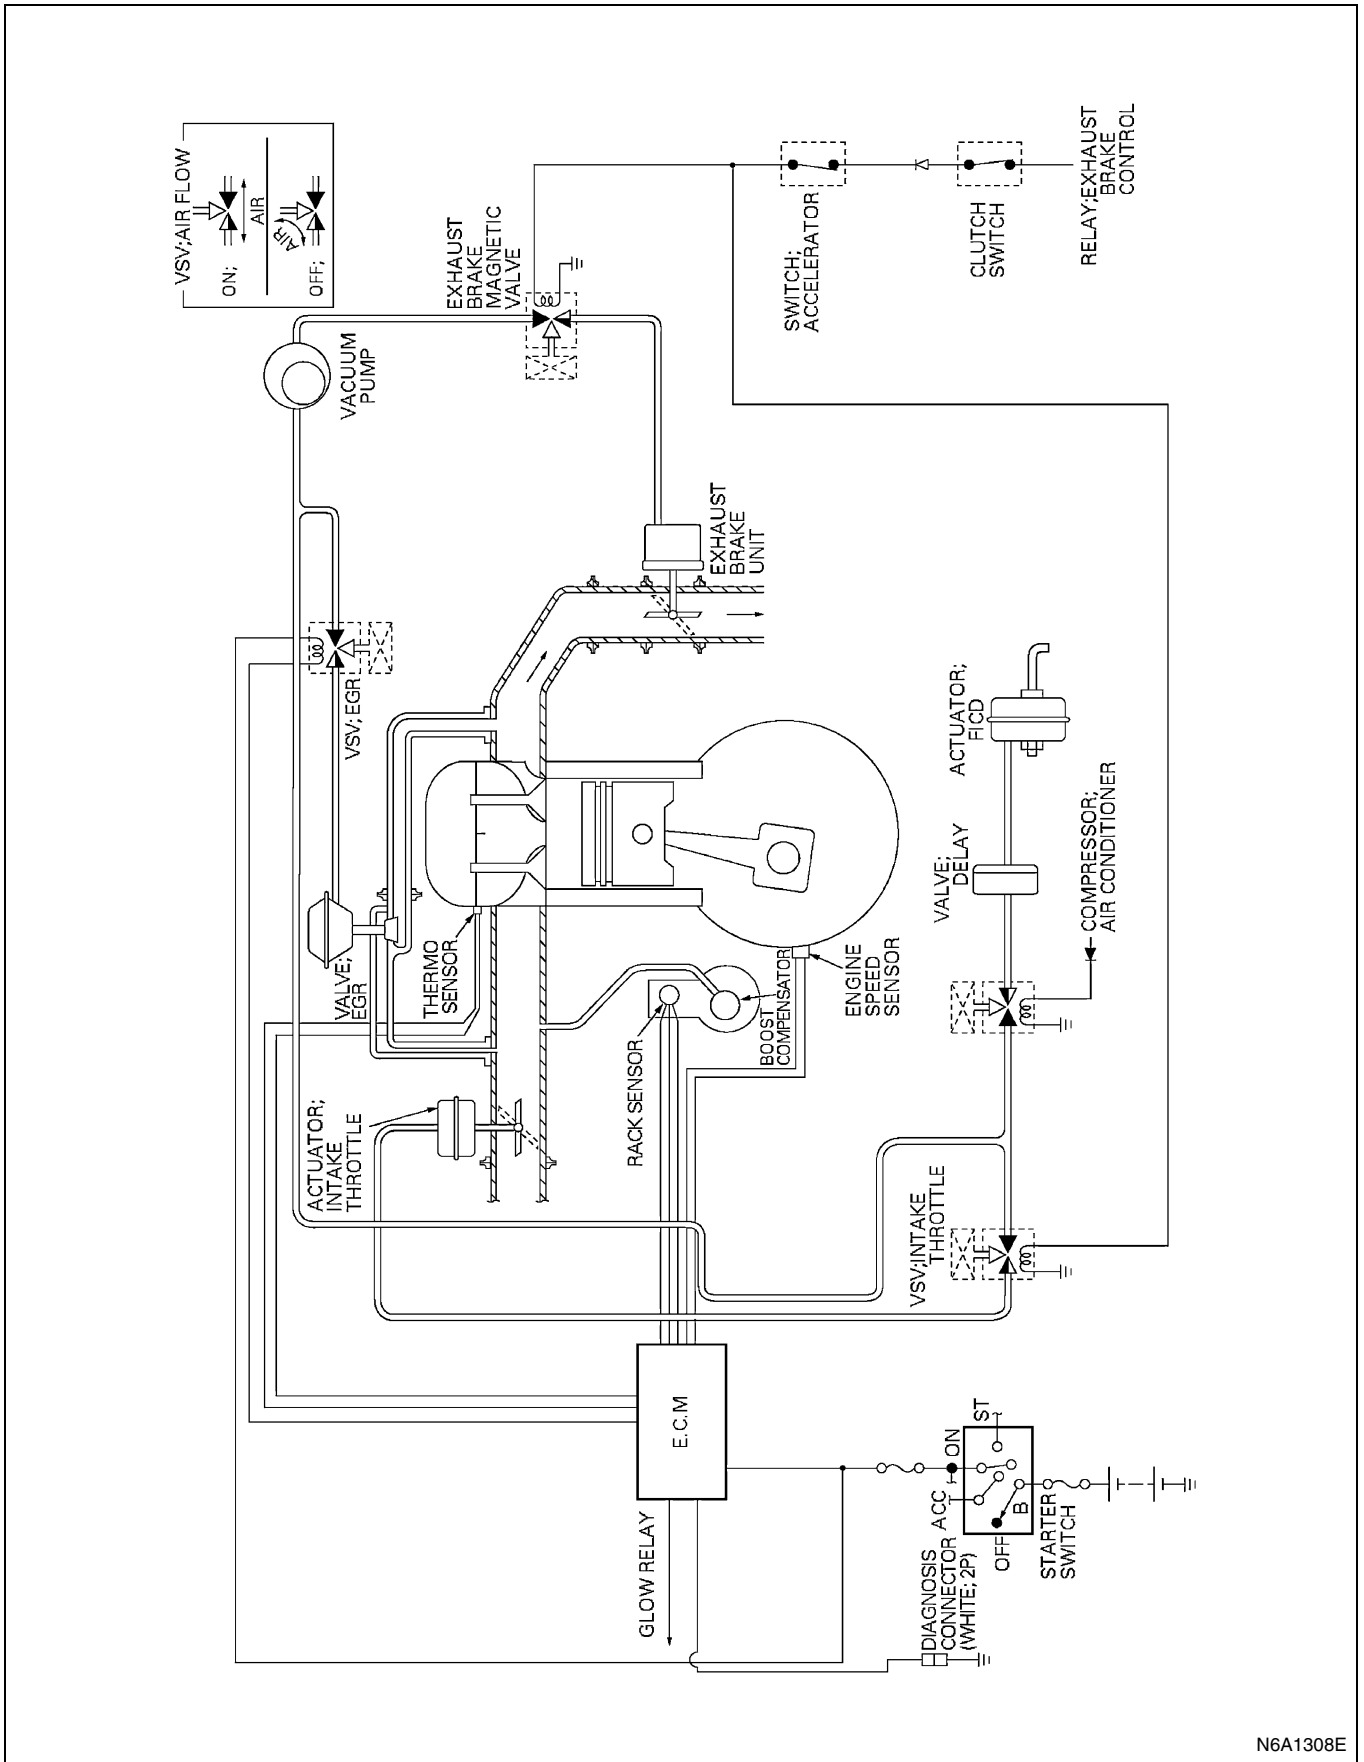 VSV;AIR FLOW
ON;
AIR
OFF;
AIR
VACUUM
PUMP
EXHAUST
BRAKE
MAGNETIC
VALVE
SWITCH;
ACCELERATOR
CLUTCH
SWITCH
RELAY;EXHAUST
BRAKE
CONTROL
VSV; EGR
EXHAUST
BRAKE
UNIT
VALVE;
EGR
THERMO
SENSOR
ACTUATOR;
INTAKE
THROTTLE
RACK SENSOR
BOOST
COMPENSATOR
ENGINE
SPEED
SENSOR
ACTUATOR;
FICD
VALVE;
DELAY
COMPRESSOR;
AIR CONDITIONER
VSV;INTAKE
THROTTLE
E.C.M
GLOW RELAY
DIAGNOSIS
CONNECTOR
(WHITE; 2P)
ACC
ON
ST
OFF
B
STARTER
SWITCH
N6A1308E